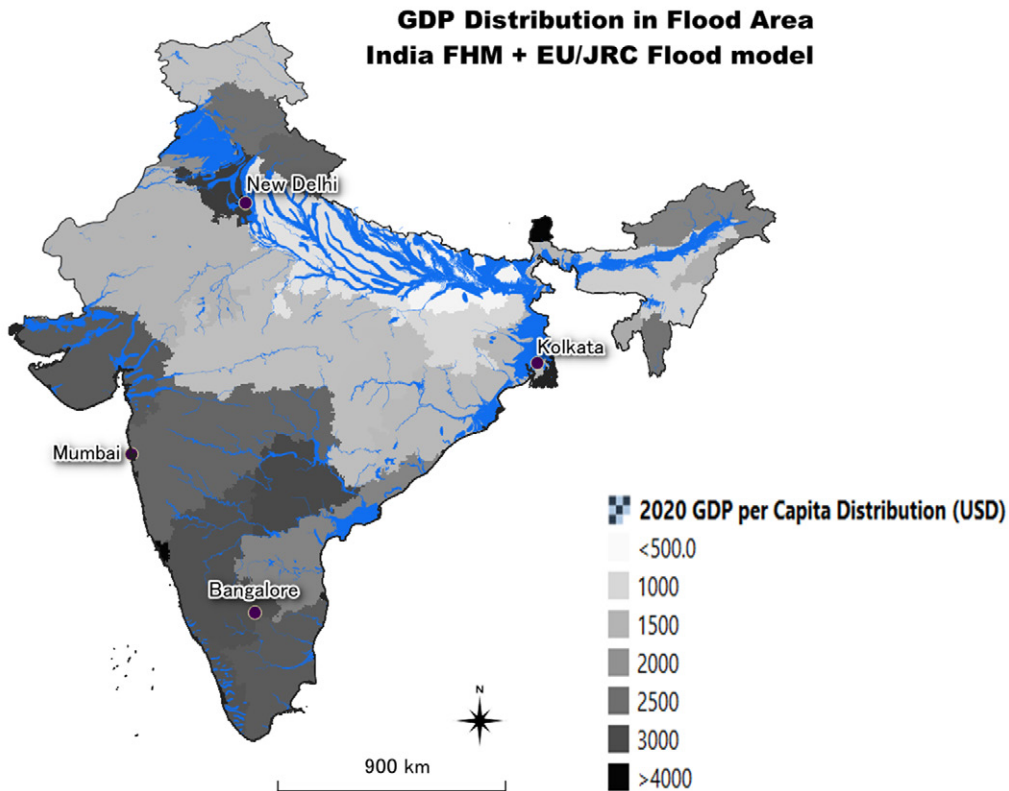 GDP Distribution in Flood Area
India FHM + EU/JRC Flood model
New Delhi
Kolkata
Mumbai
Bangalore
2020 GDP per Capita Distribution (USD)
<500.0
1000
1500
2000
2500
3000
>4000
N
900 km